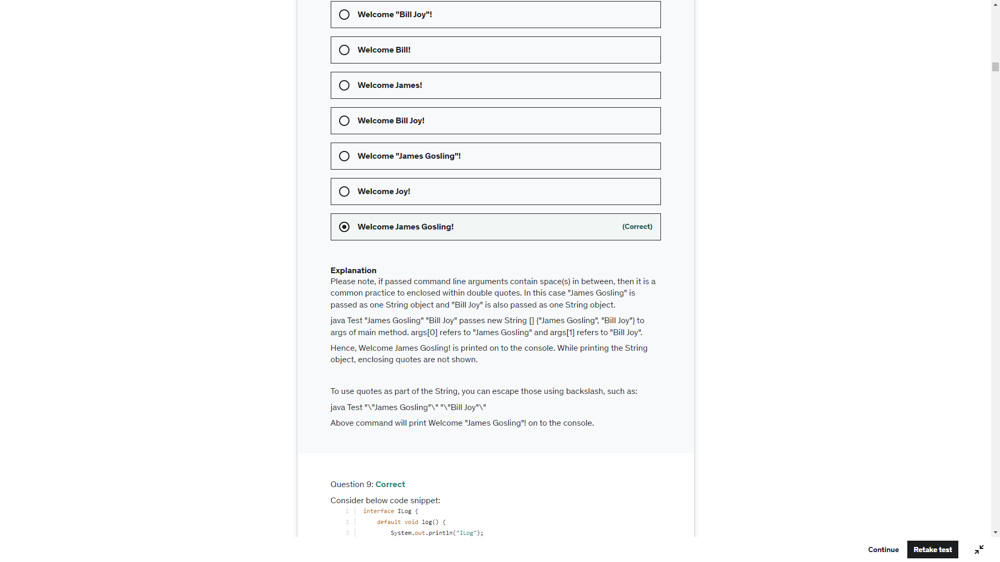 Welcome "Bill Joy"!
Welcome Bill!
Welcome James!
Welcome Bill Joy!
Welcome "James Gosling"!
Welcome Joy!
Welcome James Gosling!
(Correct)
Explanation
Please note, if passed command line arguments contain space(s) in between, then it is a
common practice to enclosed within double quotes. In this case "James Gosling" is
passed as one String object and "Bill Joy" is also passed as one String object.
java Test "James Gosling" "Bill Joy" passes new String [] {"James Gosling", "Bill Joy"} to
args of main method. args[0] refers to "James Gosling" and args[1] refers to "Bill Joy".
Hence, Welcome James Gosling! is printed on to the console. While printing the String
object, enclosing quotes are not shown.
To use quotes as part of the String, you can escape those using backslash, such as:
java Test "\"James Gosling"\" "\"Bill Joy"\"
Above command will print Welcome "James Gosling"! on to the console.
Question 9: Correct
Consider below code snippet:
1 interface ILog {
2 default void log() {
3 System.out.println("ILog");
Continue
Retake test